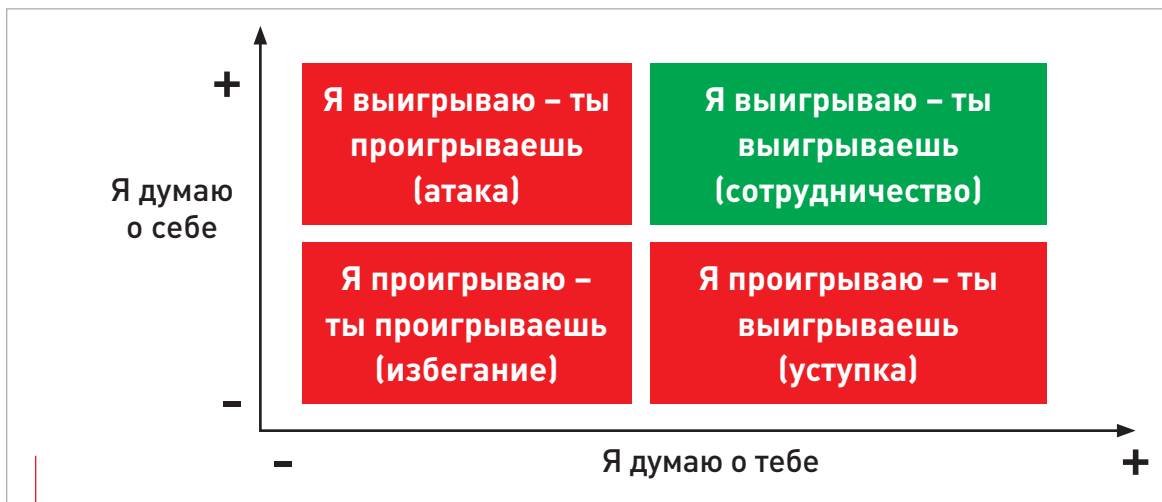 +
Я выигрываю – ты
проигрываешь
(атака)
Я выигрываю – ты
выигрываешь
(сотрудничество)
Я думаю
о себе
Я проигрываю –
ты проигрываешь
(избегание)
Я проигрываю – ты
выигрываешь
(уступка)
–
–
Я думаю о тебе
+